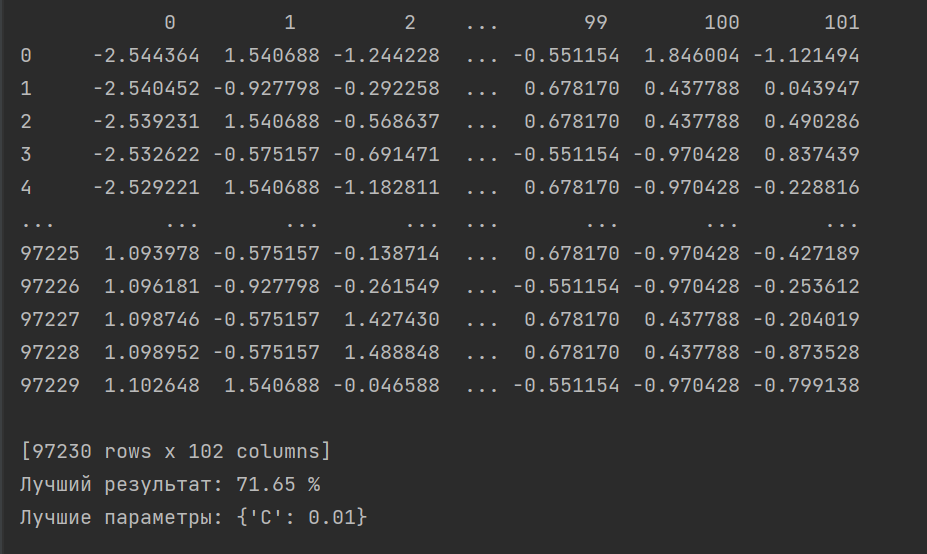 0 1 2 ... 99 100 101
0 -2.544364 1.540688 -1.244228 ... -0.551154 1.846004 -1.121494
1 -2.540452 -0.927798 -0.292258 ... 0.678170 0.437788 0.043947
2 -2.539231 1.540688 -0.568637 ... 0.678170 0.437788 0.490286
3 -2.532622 -0.575157 -0.691471 ... -0.551154 -0.970428 0.837439
4 -2.529221 1.540688 -1.182811 ... 0.678170 -0.970428 -0.228816
... ... ... ... ... ... ... ...
97225 1.093978 -0.575157 -0.138714 ... 0.678170 -0.970428 -0.427189
97226 1.096181 -0.927798 -0.261549 ... -0.551154 -0.970428 -0.253612
97227 1.098746 -0.575157 1.427430 ... 0.678170 0.437788 -0.204019
97228 1.098952 -0.575157 1.488848 ... 0.678170 0.437788 -0.873528
97229 1.102648 1.540688 -0.046588 ... -0.551154 -0.970428 -0.799138
[97230 rows x 102 columns]
Лучший результат: 71.65 %
Лучшие параметры: {'C': 0.01}